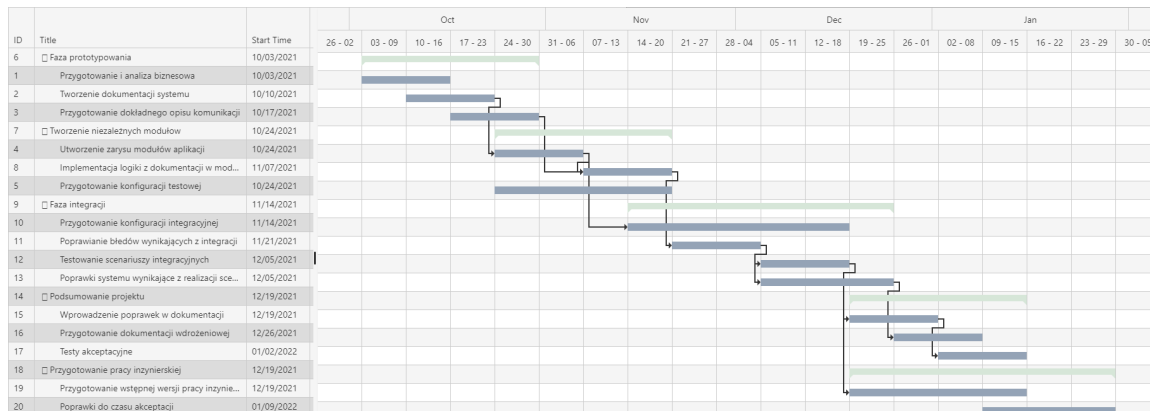 Oct Nov Dec Jan
ID Title Start Time 26 - 02 03 - 09 10 - 16 17 - 23 24 - 30 31 - 06 07 - 13 14 - 20 21 - 27 28 - 04 05 - 11 12 - 18 19 - 25 26 - 01 02 - 08 09 - 15 16 - 22 23 - 29 30 - 05
6 Faza prototypowania 10/03/2021
1 Przygotowanie i analiza biznesowa 10/03/2021
2 Tworzenie dokumentacji systemu 10/10/2021
3 Przygotowanie dokładnego opisu komunikacji 10/17/2021
7 Tworzenie niezależnych modułow 10/24/2021
4 Utworzenie zarysu modułów aplikacji 10/24/2021
8 Implementacja logiki z dokumentacji w mod... 11/07/2021
5 Przygotowanie konfiguracji testowej 10/24/2021
9 Faza integracji 11/14/2021
10 Przygotowanie konfiguracji integracyjnej 11/14/2021
11 Poprawianie błedów wynikających z integracji 11/21/2021
12 Testowanie scenariuszy integracyjnych 12/05/2021
13 Poprawki systemu wynikające z realizacji sce... 12/05/2021
14 Podsumowanie projektu 12/19/2021
15 Wprowadzenie poprawek w dokumentacji 12/19/2021
16 Przygotowanie dokumentacji wdrożeniowej 12/26/2021
17 Testy akceptacyjne 01/02/2022
18 Przygotowanie pracy inzynierskiej 12/19/2021
19 Przygotowanie wstępnej wersji pracy inzynie... 12/19/2021
20 Poprawki do czasu akceptacji 01/09/2022